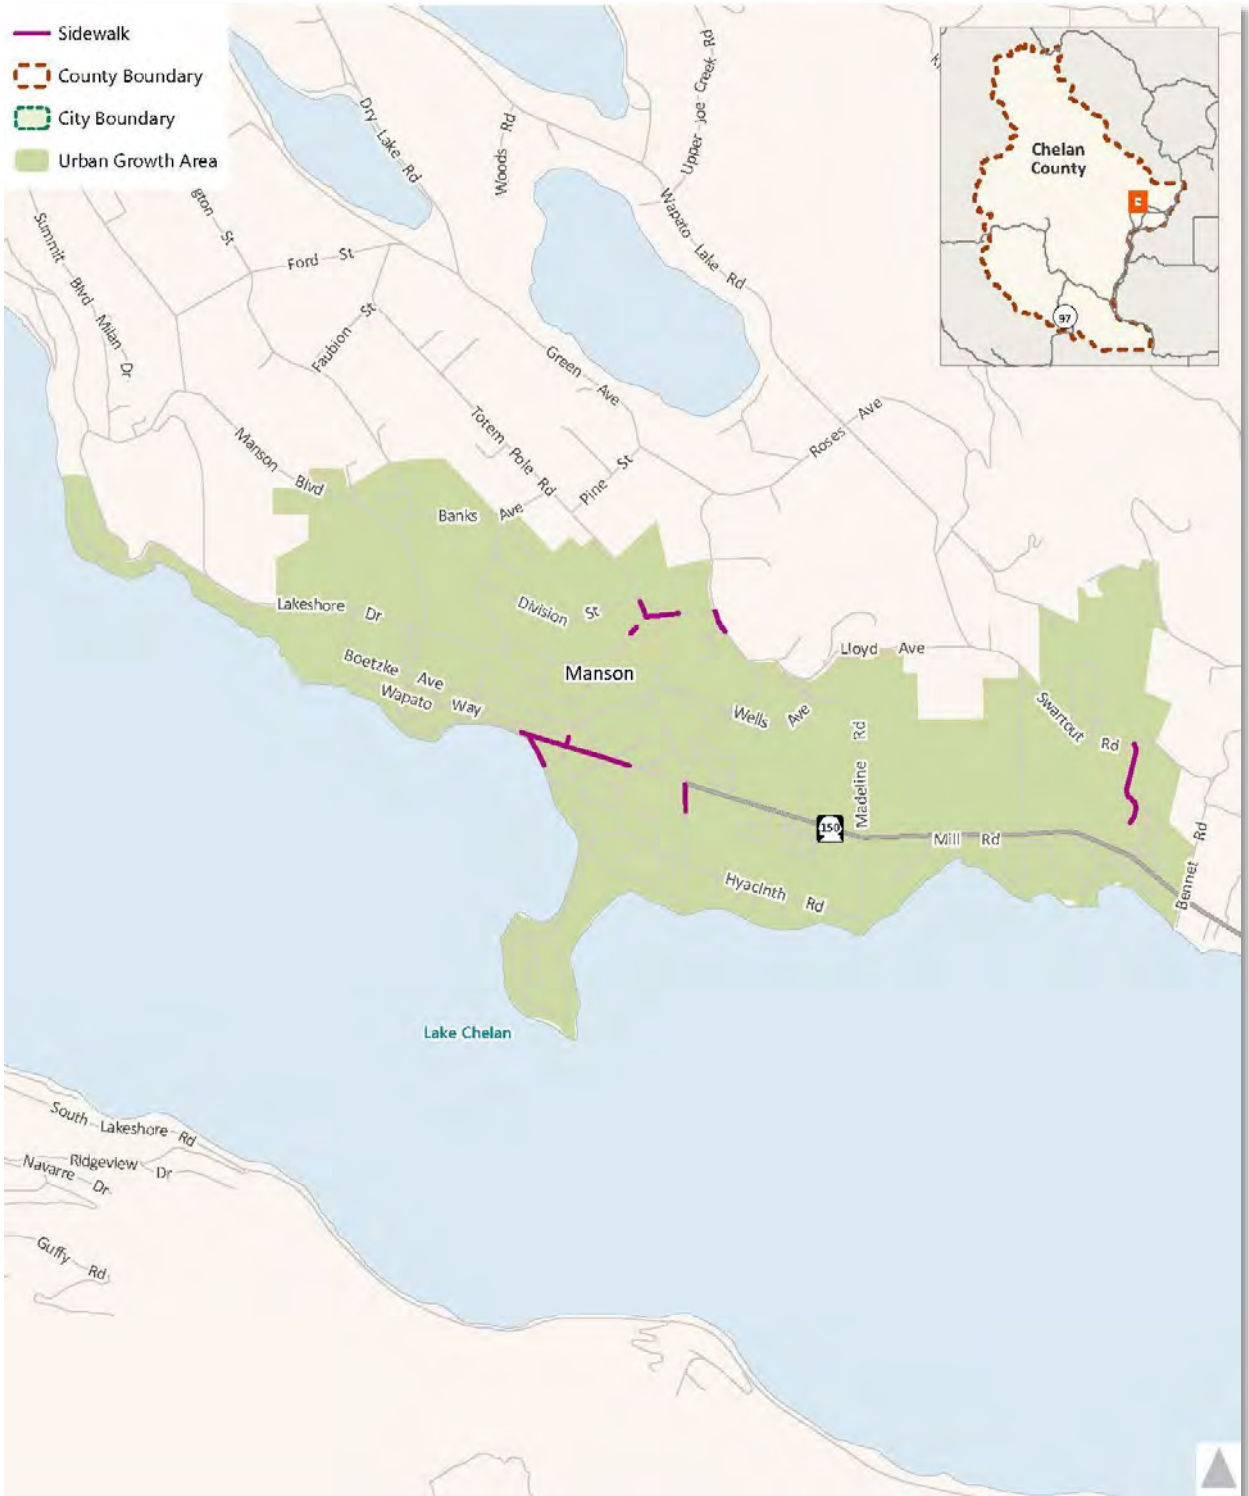 Sidewalk
County Boundary
City Boundary
Urban Growth Area
Chelan
County
97
Dry Lake Rd
Woods Rd
Upper Joe Creek Rd
Wapato Lake Rd
gton St
Ford St
Summit Blvd
Milan Dr
Faubion St
Green Ave
Totem Pole Rd
Pine St
Roses Ave
Manson Blvd
Banks Ave
Lakeshore Dr
Division St
Lloyd Ave
Boetzke Ave
Manson
Wapato Way
Wells Ave
Madeline Rd
Swartout Rd
150
Mill Rd
Bennet Rd
Hyacinth Rd
Lake Chelan
South Lakeshore Rd
Ridgeview Dr
Navarre Dr
Guffy Rd